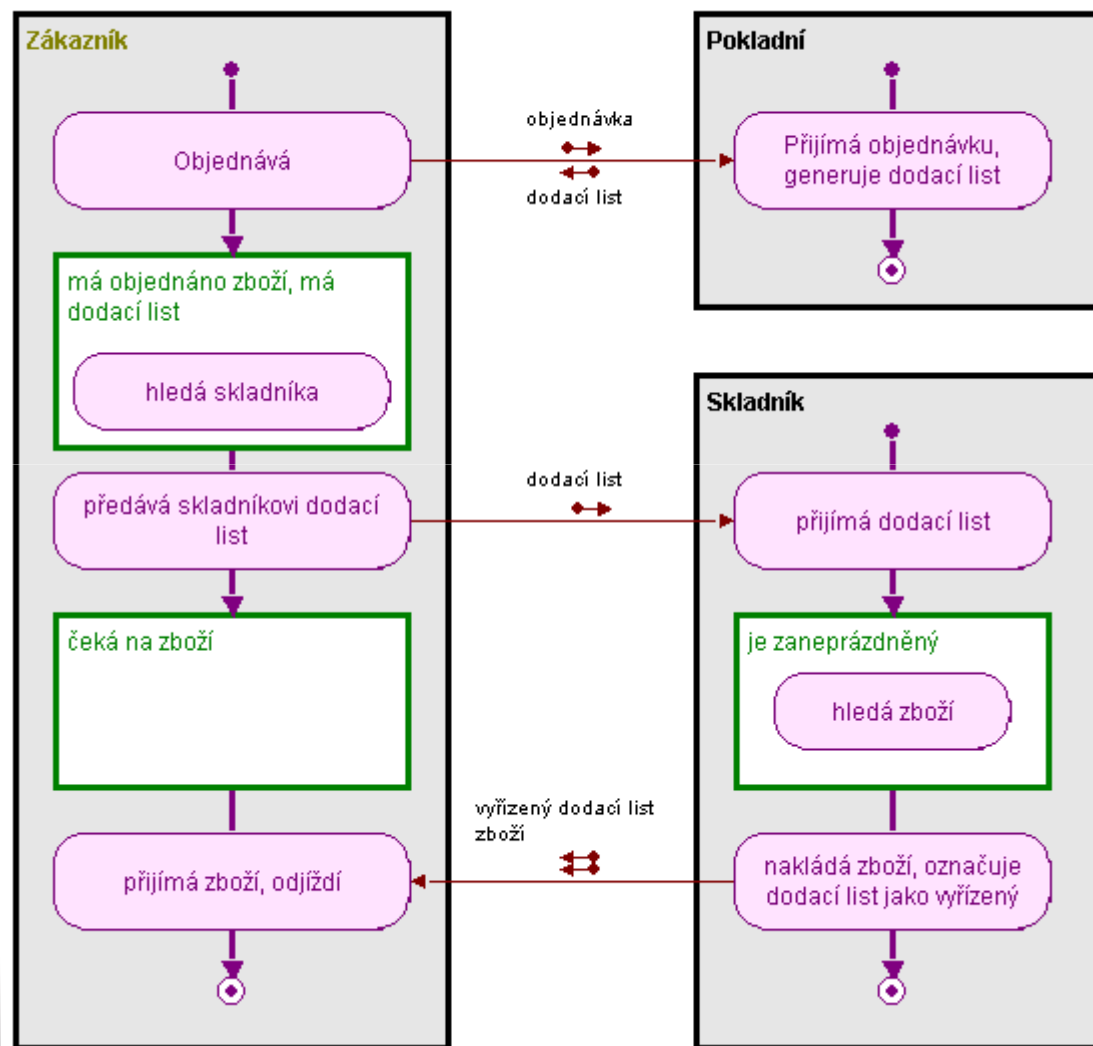 Zákazník
Objednává
má objednáno zboží, má
dodací list
hledá skladníka
předává skladníkovi dodací
list
čeká na zboží
přijímá zboží, odjíždí
objednávka
dodací list
dodací list
vyřízený dodací list
zboží
Pokladní
Přijímá objednávku,
generuje dodací list
Skladník
přijímá dodací list
je zaneprázdněný
hledá zboží
nakládá zboží, označuje
dodací list jako vyřízený